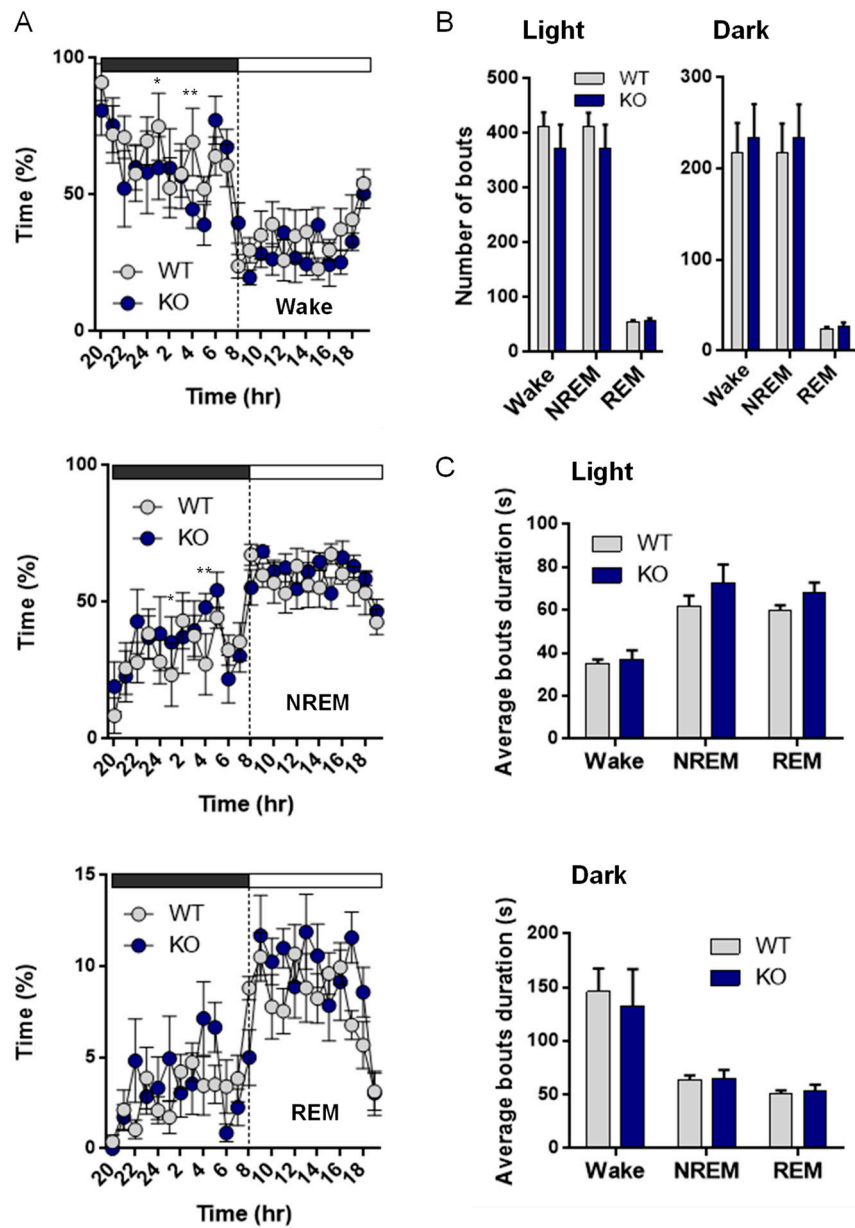 A
100
50
0
Time (%)
* **
WT
KO
Wake
20 22 24 2 4 6 8 10 12 14 16 18
Time (hr)
B
Light
Dark
500
400
300
200
100
0
Number of bouts
WT
KO
Wake NREM REM
300
200
100
0
Wake NREM REM
100
50
0
Time (%)
WT
KO
* **
NREM
20 22 24 2 4 6 8 10 12 14 16 18
Time (hr)
C
Light
100
80
60
40
20
0
Average bouts duration (s)
WT
KO
Wake NREM REM
15
10
5
0
Time (%)
WT
KO
REM
20 22 24 2 4 6 8 10 12 14 16 18
Time (hr)
Dark
200
150
100
50
0
Average bouts duration (s)
WT
KO
Wake NREM REM